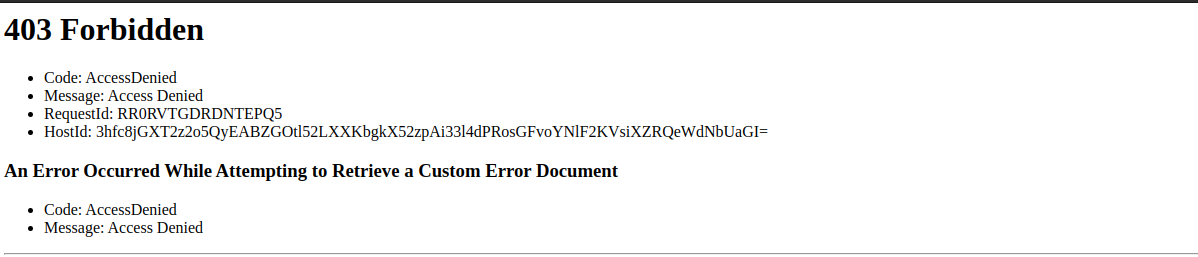 403 Forbidden
Code: AccessDenied
Message: Access Denied
RequestId: RR0RVTGDRDNTEPQ5
HostId: 3hfc8jGXT2z2o5QyEABZGOtl52LXXKbgkX52zpAi33l4dPRosGFvoYNlF2KVsiXZRQeWdNbUaGI=
An Error Occurred While Attempting to Retrieve a Custom Error Document
Code: AccessDenied
Message: Access Denied